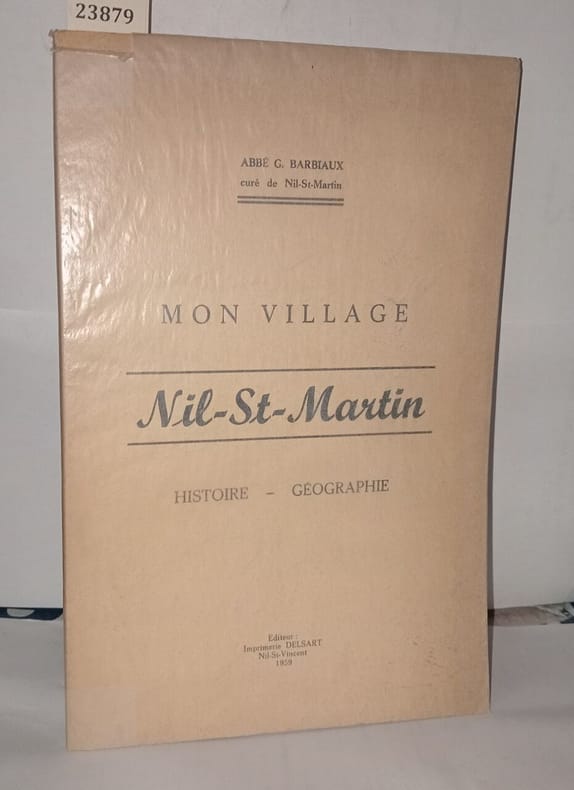 23879
ABBÉ G. BARBIAUX
curé de Nil-St-Martin
MON VILLAGE
Nil-St-Martin
HISTOIRE - GÉOGRAPHIE
Editeur :
Imprimerie DELSART
Nil-St-Vincent
1959